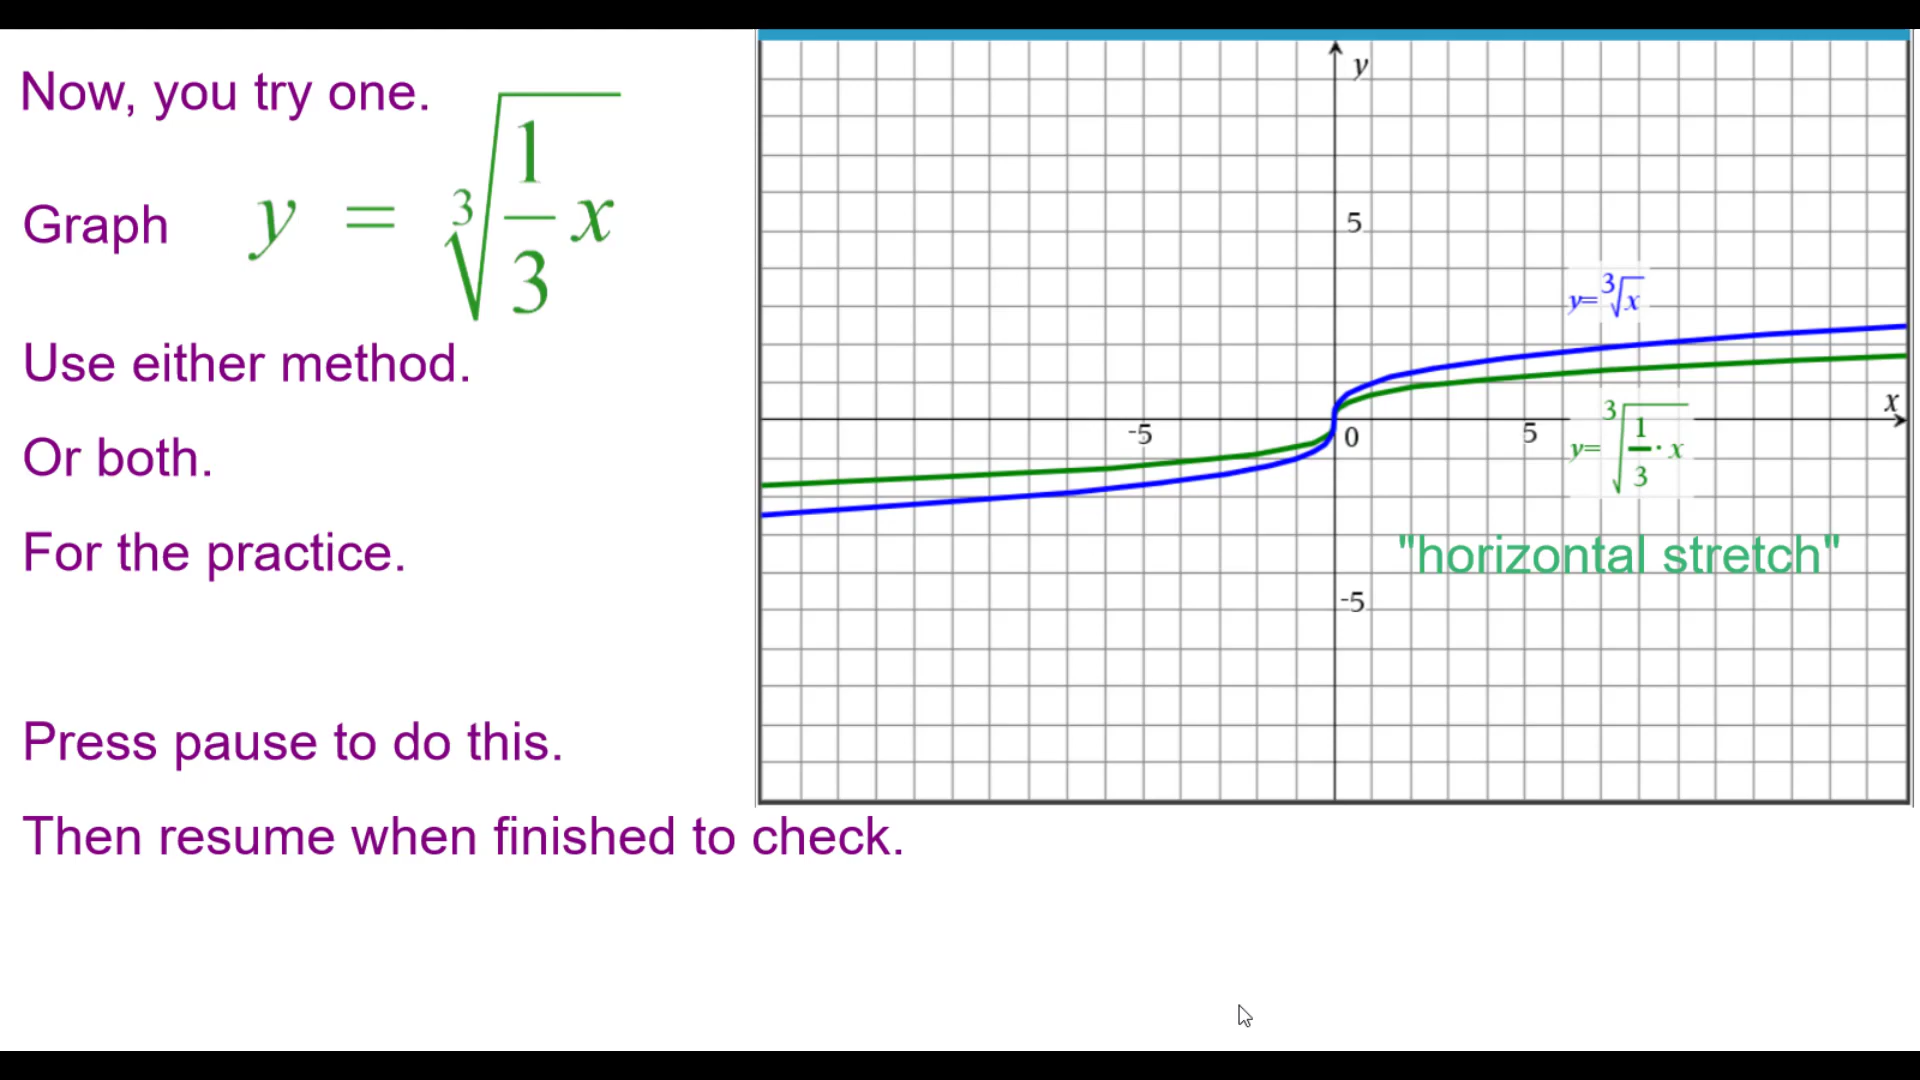 Now, you try one.
Graph y = ∛(1/3 x)
Use either method.
Or both.
For the practice.
Press pause to do this.
Then resume when finished to check.
y
5
y=∛x
x
-5 0 5
y=∛(1/3 · x)
"horizontal stretch"
-5